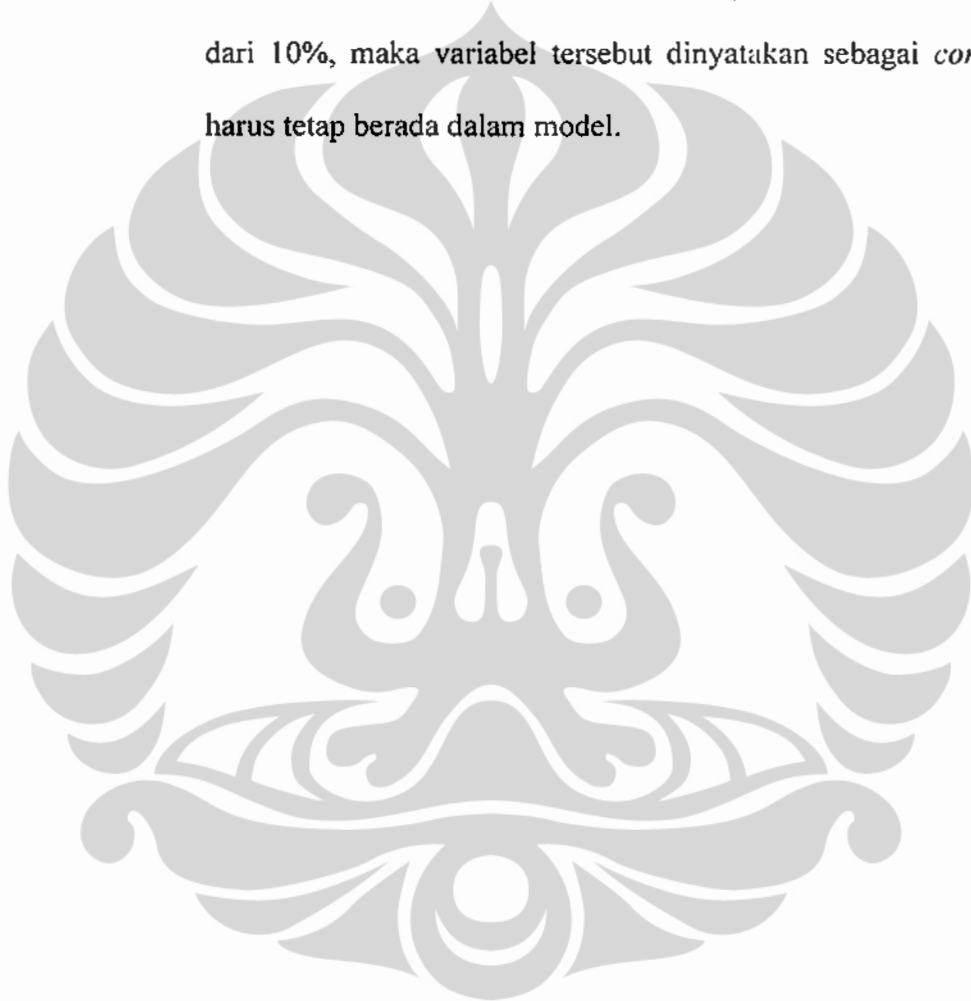 dari 10%, maka variabel tersebut dinyatakan sebagai
harus tetap berada dalam model.